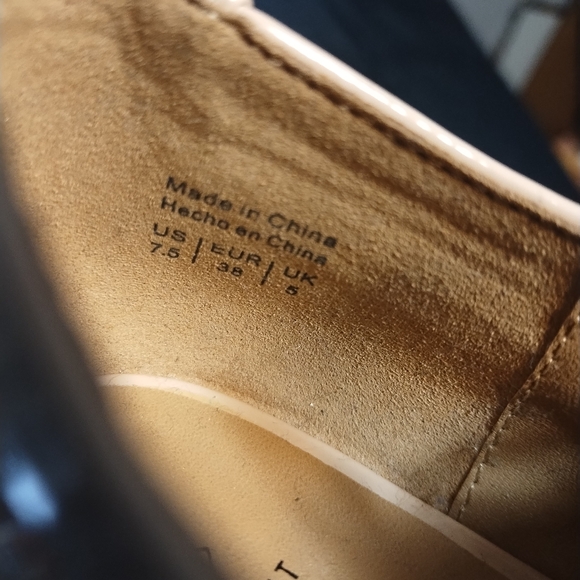 Made in China
Hecho en China
US | EUR | UK
7.5 | 38 | 5
T